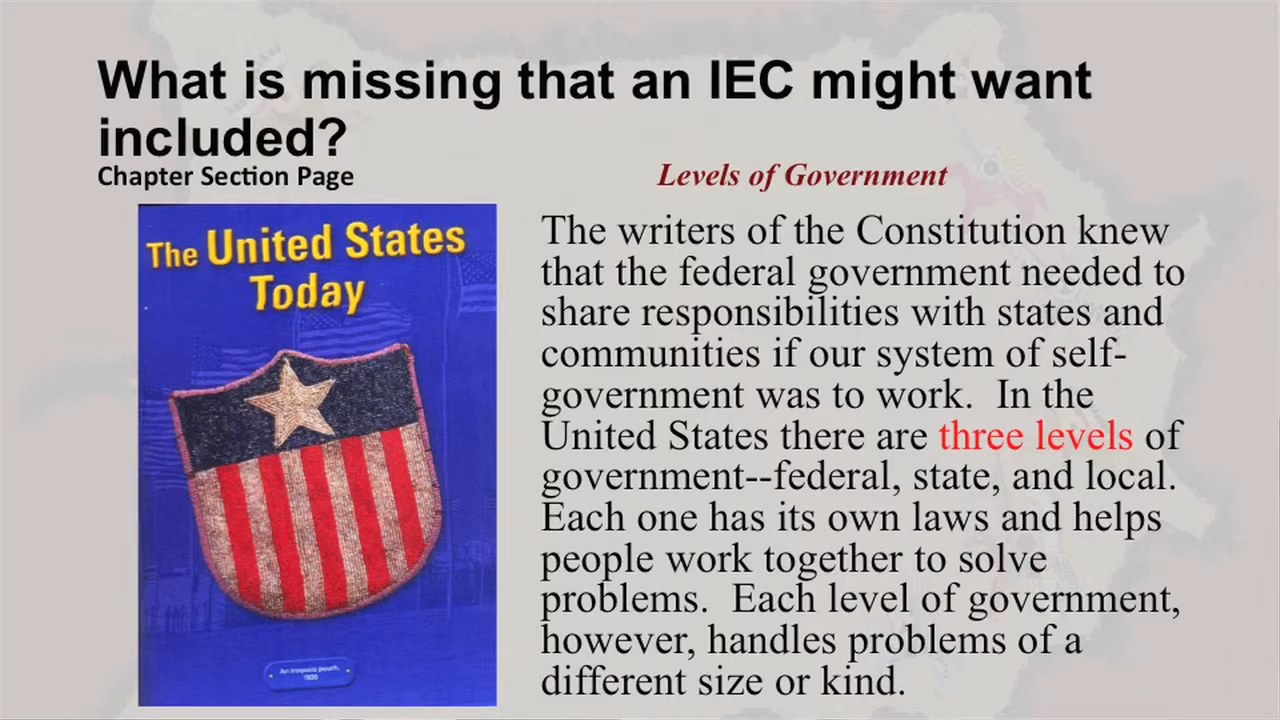 What is missing that an IEC might want
included?
Chapter Section Page
Levels of Government
The United States
Today
An Iroquois pouch,
1920
The writers of the Constitution knew
that the federal government needed to
share responsibilities with states and
communities if our system of self-
government was to work.  In the
United States there are three levels of
government--federal, state, and local.
Each one has its own laws and helps
people work together to solve
problems.  Each level of government,
however, handles problems of a
different size or kind.